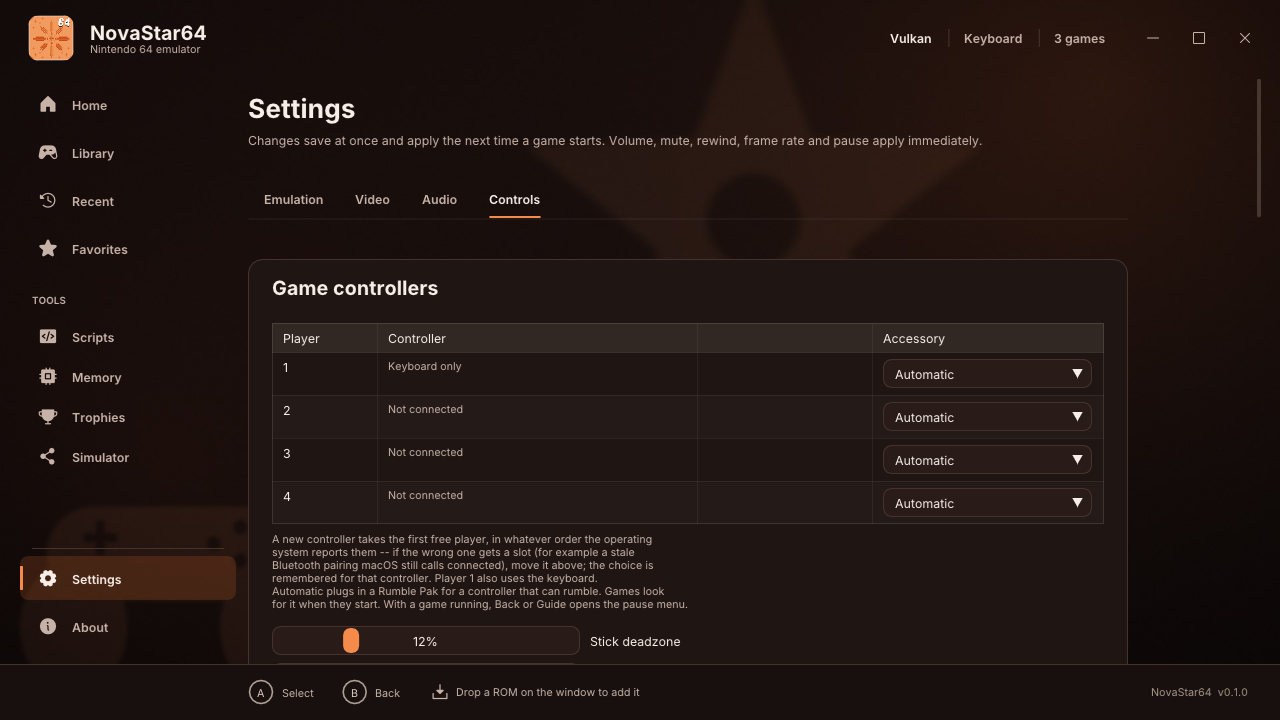 64
NovaStar64
Nintendo 64 emulator
Vulkan
Keyboard
3 games
Home
Library
Recent
Favorites
TOOLS
Scripts
Memory
Trophies
Simulator
Settings
About
Settings
Changes save at once and apply the next time a game starts. Volume, mute, rewind, frame rate and pause apply immediately.
Emulation Video Audio Controls
Game controllers
Player Controller Accessory
1 Keyboard only Automatic
2 Not connected Automatic
3 Not connected Automatic
4 Not connected Automatic
A new controller takes the first free player, in whatever order the operating
system reports them -- if the wrong one gets a slot (for example a stale
Bluetooth pairing macOS still calls connected), move it above; the choice is
remembered for that controller. Player 1 also uses the keyboard.
Automatic plugs in a Rumble Pak for a controller that can rumble. Games look
for it when they start. With a game running, Back or Guide opens the pause menu.
12% Stick deadzone
A Select B Back Drop a ROM on the window to add it
NovaStar64 v0.1.0